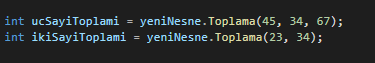 int ucSayiToplami = yeniNesne.Toplama(45, 34, 67);
int ikiSayiToplami = yeniNesne.Toplama(23, 34);